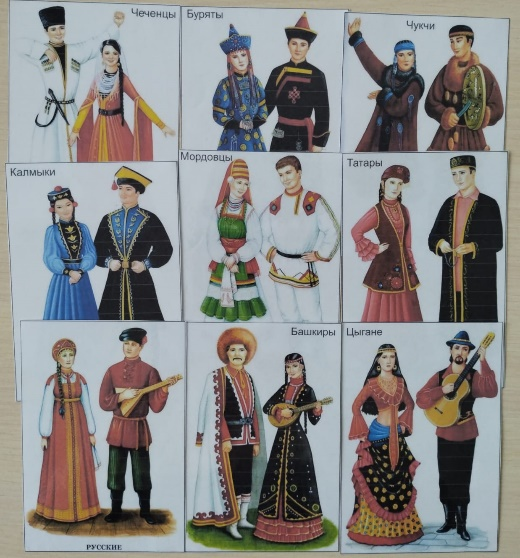 Чеченцы
Буряты
Чукчи
Калмыки
Мордовцы
Татары
РУССКИЕ
Башкиры
Цыгане